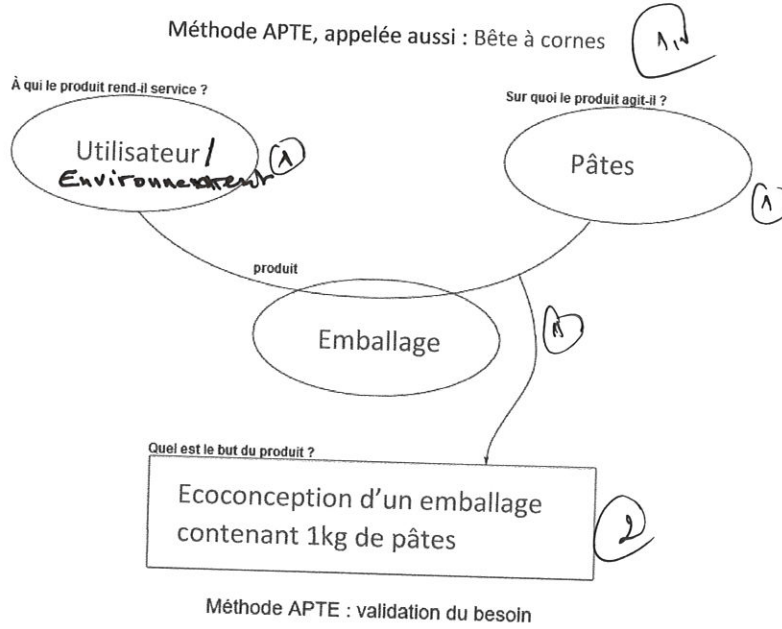 Méthode APTE, appelée aussi : Bête à cornes
À qui le produit rend-il service ?
Sur quoi le produit agit-il ?
Utilisateur /
Environnement
1
Pâtes
1
produit
Emballage
1
Quel est le but du produit ?
Ecoconception d'un emballage
contenant 1kg de pâtes
2
Méthode APTE : validation du besoin